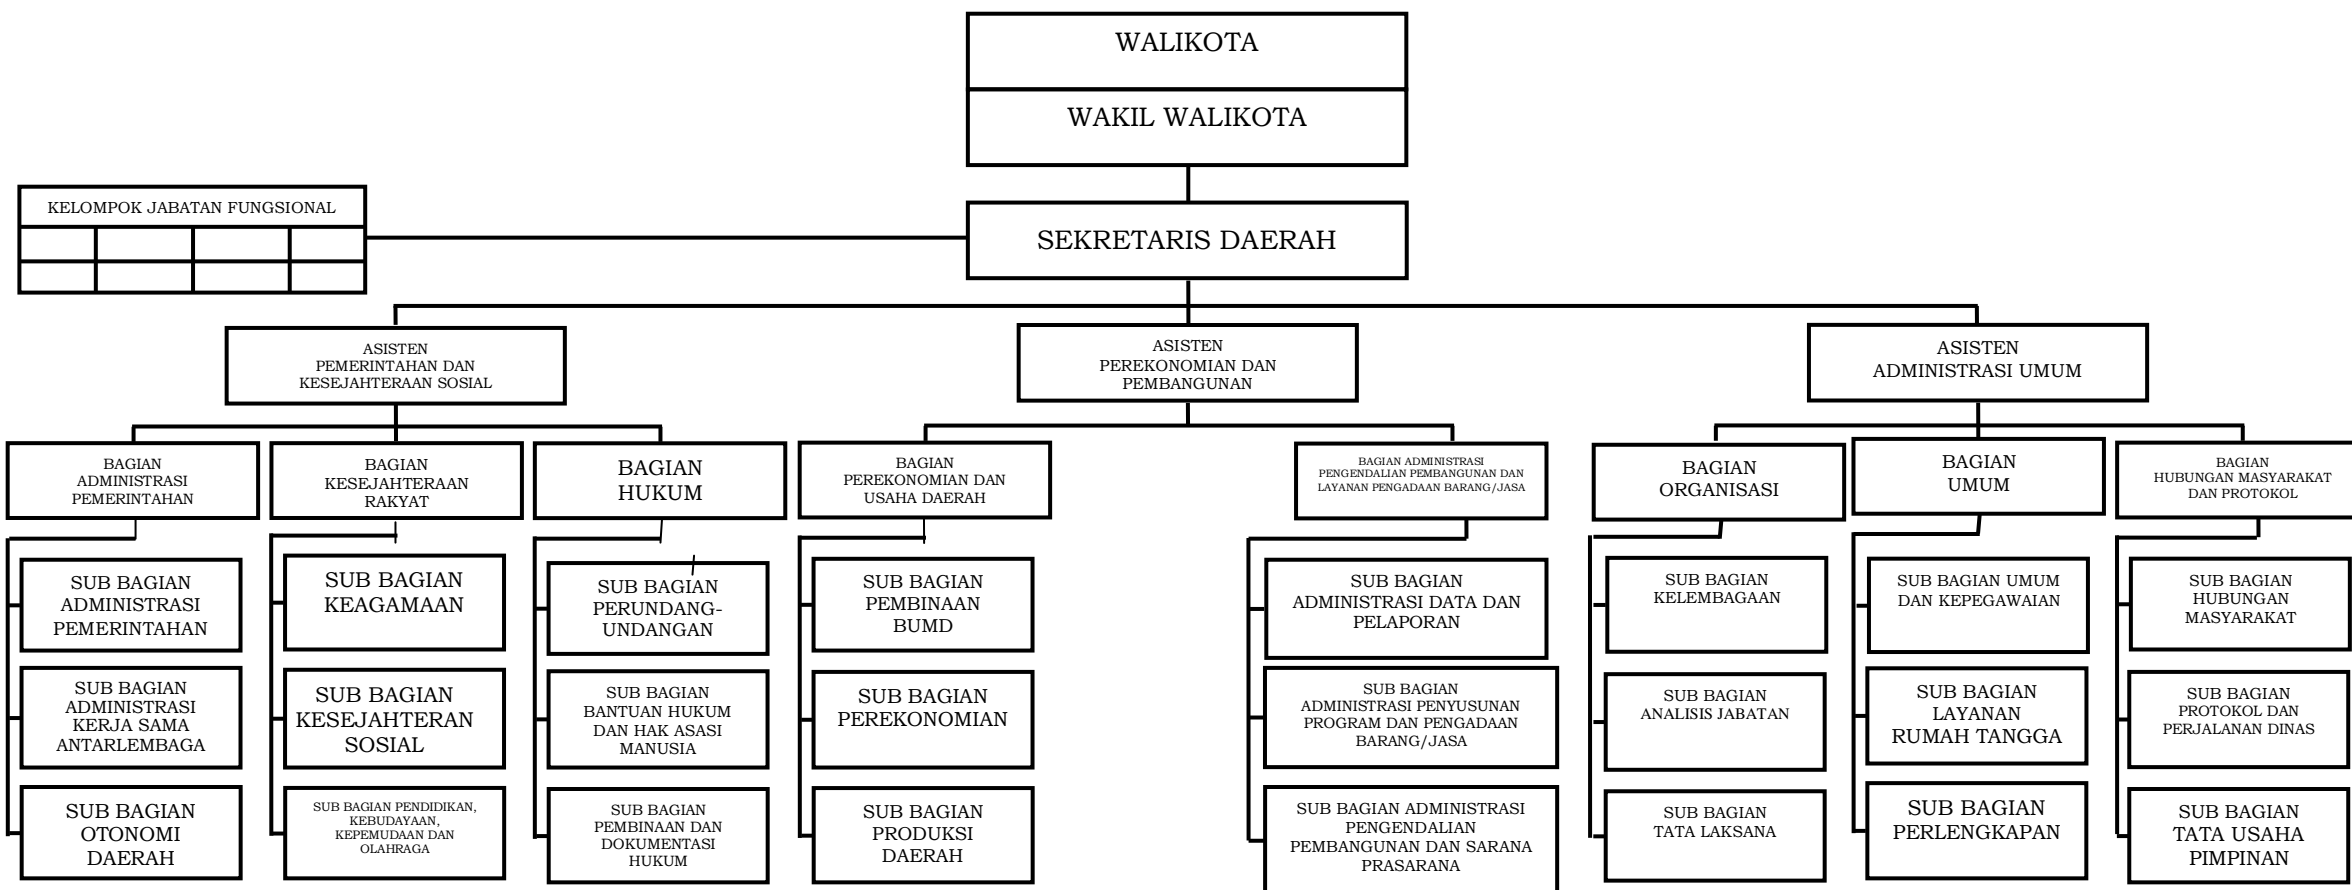 WALIKOTA
WAKIL WALIKOTA
KELOMPOK JABATAN FUNGSIONAL
SEKRETARIS DAERAH
ASISTEN
PEMERINTAHAN DAN
KESEJAHTERAAN SOSIAL
ASISTEN
PEREKONOMIAN DAN
PEMBANGUNAN
ASISTEN
ADMINISTRASI UMUM
BAGIAN
ADMINISTRASI
PEMERINTAHAN
BAGIAN
KESEJAHTERAAN
RAKYAT
BAGIAN
HUKUM
BAGIAN
PEREKONOMIAN DAN
USAHA DAERAH
BAGIAN ADMINISTRASI
PENGENDALIAN PEMBANGUNAN DAN
LAYANAN PENGADAAN BARANG/JASA
BAGIAN
ORGANISASI
BAGIAN
UMUM
BAGIAN
HUBUNGAN MASYARAKAT
DAN PROTOKOL
SUB BAGIAN
ADMINISTRASI
PEMERINTAHAN
SUB BAGIAN
KEAGAMAAN
SUB BAGIAN
PERUNDANG-
UNDANGAN
SUB BAGIAN
PEMBINAAN
BUMD
SUB BAGIAN
ADMINISTRASI DATA DAN
PELAPORAN
SUB BAGIAN
KELEMBAGAAN
SUB BAGIAN UMUM
DAN KEPEGAWAIAN
SUB BAGIAN
HUBUNGAN
MASYARAKAT
SUB BAGIAN
ADMINISTRASI
KERJA SAMA
ANTARLEMBAGA
SUB BAGIAN
KESEJAHTERAN
SOSIAL
SUB BAGIAN
BANTUAN HUKUM
DAN HAK ASASI
MANUSIA
SUB BAGIAN
PEREKONOMIAN
SUB BAGIAN
ADMINISTRASI PENYUSUNAN
PROGRAM DAN PENGADAAN
BARANG/JASA
SUB BAGIAN
ANALISIS JABATAN
SUB BAGIAN
LAYANAN
RUMAH TANGGA
SUB BAGIAN
PROTOKOL DAN
PERJALANAN DINAS
SUB BAGIAN
OTONOMI
DAERAH
SUB BAGIAN PENDIDIKAN,
KEBUDAYAAN,
KEPEMUDAAN DAN
OLAHRAGA
SUB BAGIAN
PEMBINAAN DAN
DOKUMENTASI
HUKUM
SUB BAGIAN
PRODUKSI
DAERAH
SUB BAGIAN ADMINISTRASI
PENGENDALIAN
PEMBANGUNAN DAN SARANA
PRASARANA
SUB BAGIAN
TATA LAKSANA
SUB BAGIAN
PERLENGKAPAN
SUB BAGIAN
TATA USAHA
PIMPINAN